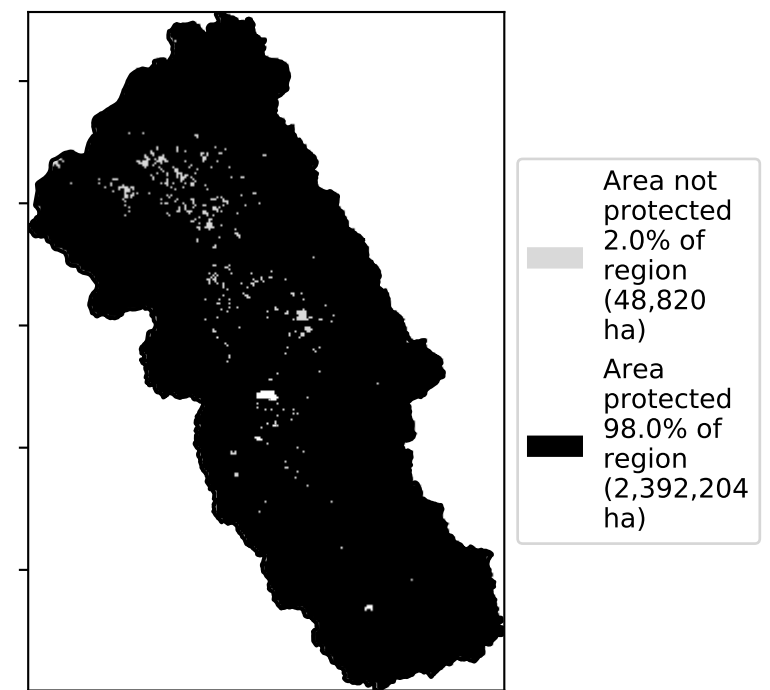 Area not
protected
2.0% of
region
(48,820
ha)
Area
protected
98.0% of
region
(2,392,204
ha)